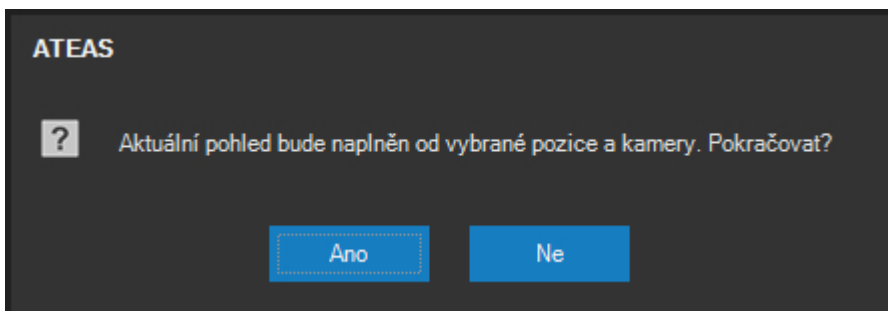 ATEAS
? Aktuální pohled bude naplněn od vybrané pozice a kamery. Pokračovat?
Ano Ne